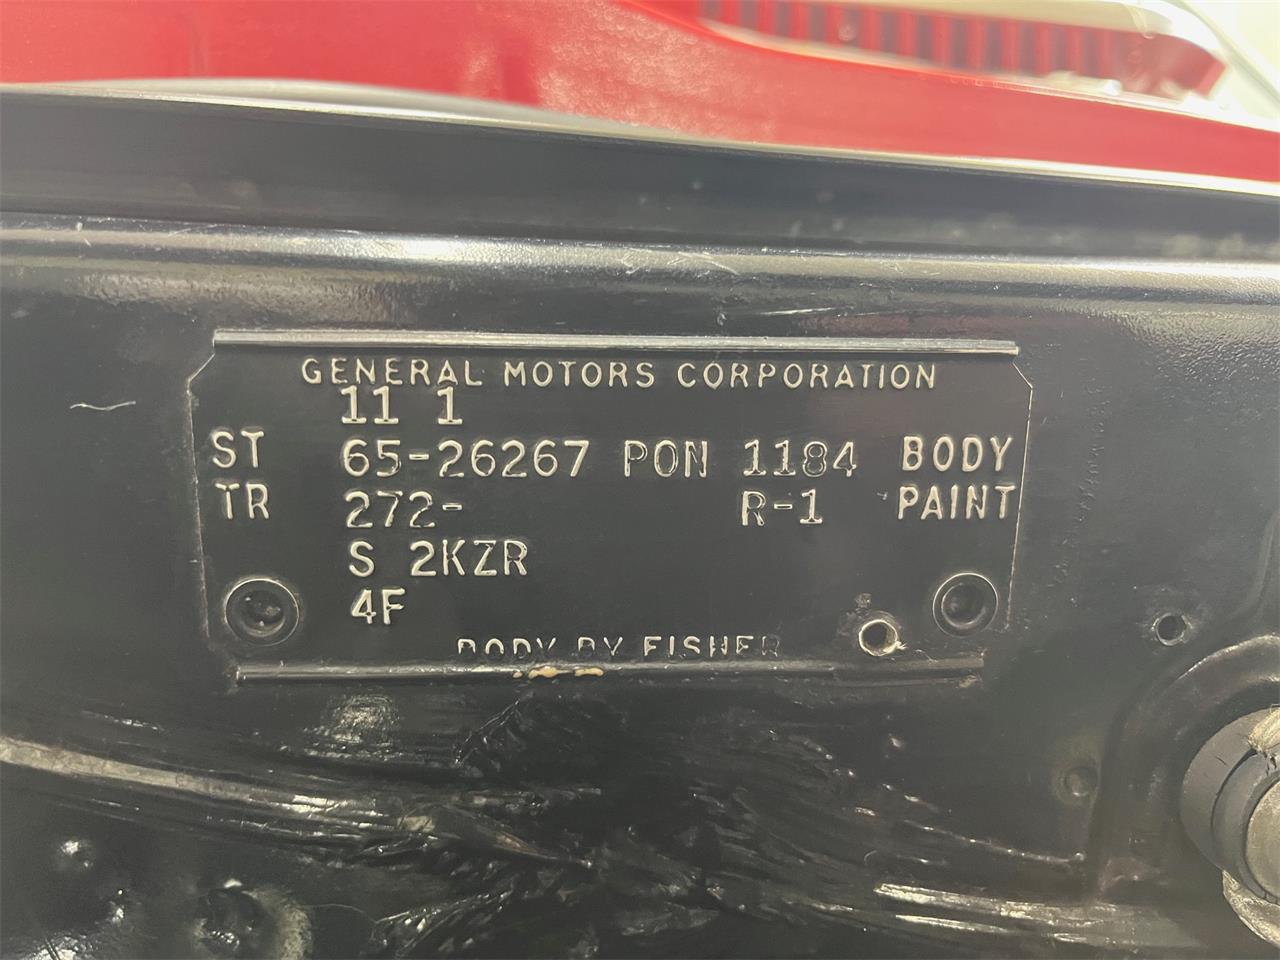 GENERAL MOTORS CORPORATION
11 1
ST 65-26267 PON 1184 BODY
TR 272- R-1 PAINT
S 2KZR
4F
BODY BY FISHER